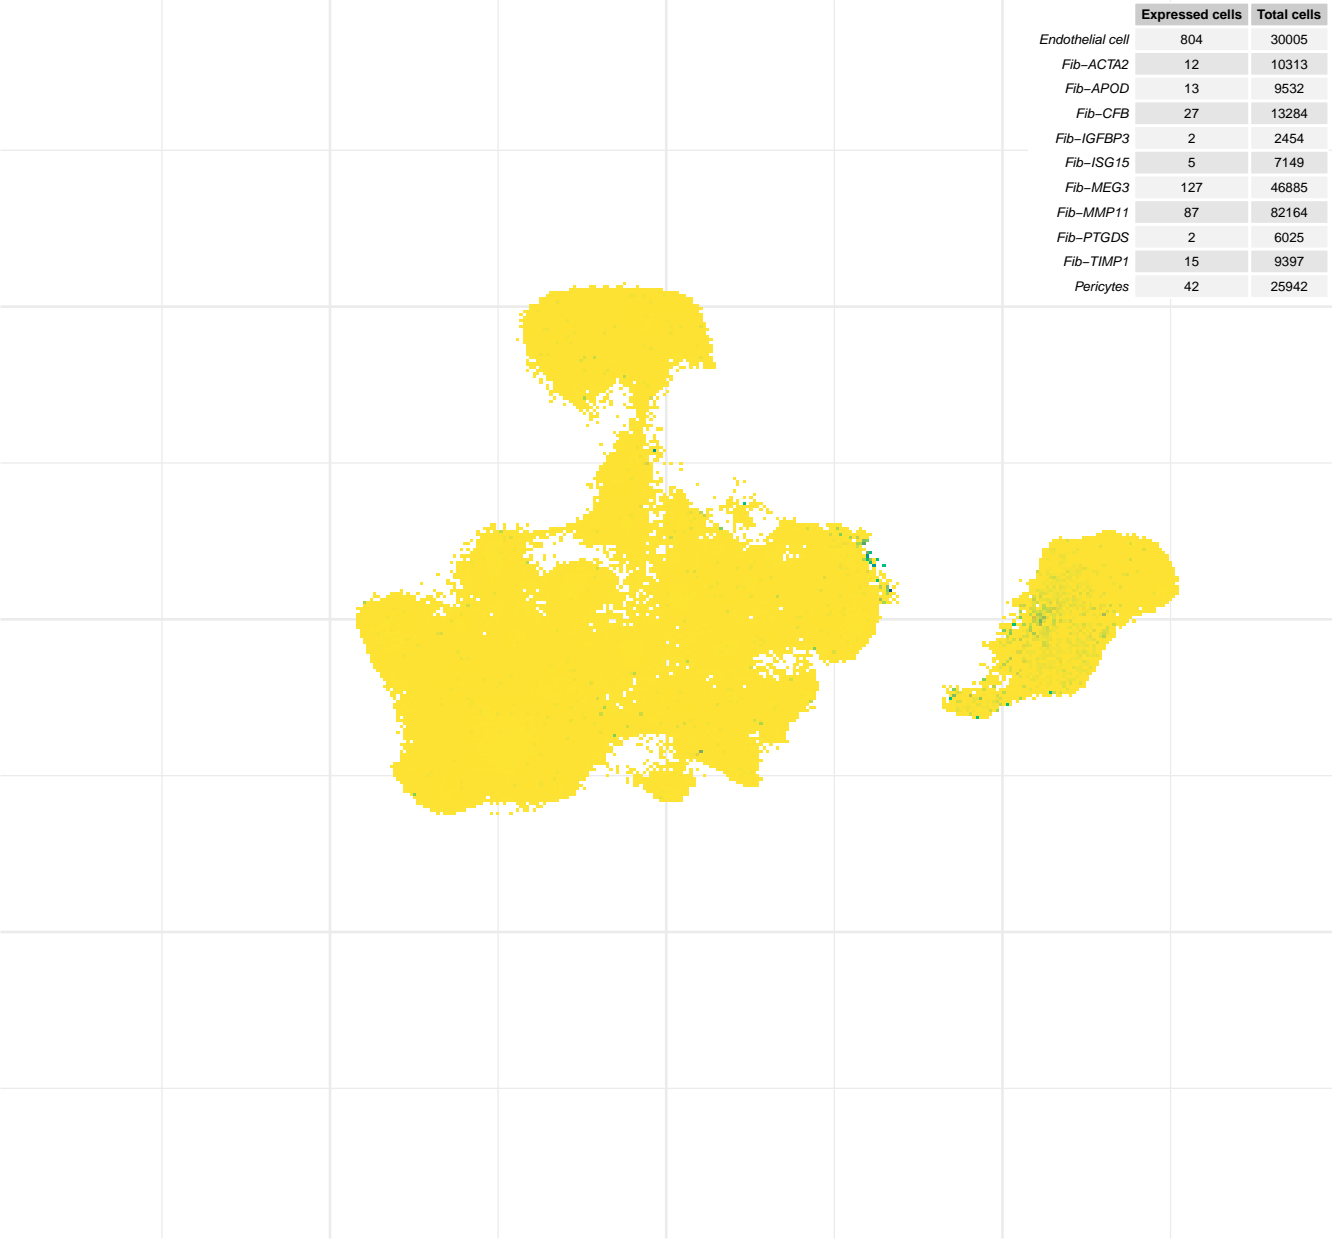 Expressed cells Total cells
Endothelial cell 804 30005
Fib−ACTA2 12 10313
Fib−APOD 13 9532
Fib−CFB 27 13284
Fib−IGFBP3 2 2454
Fib−ISG15 5 7149
Fib−MEG3 127 46885
Fib−MMP11 87 82164
Fib−PTGDS 2 6025
Fib−TIMP1 15 9397
Pericytes 42 25942